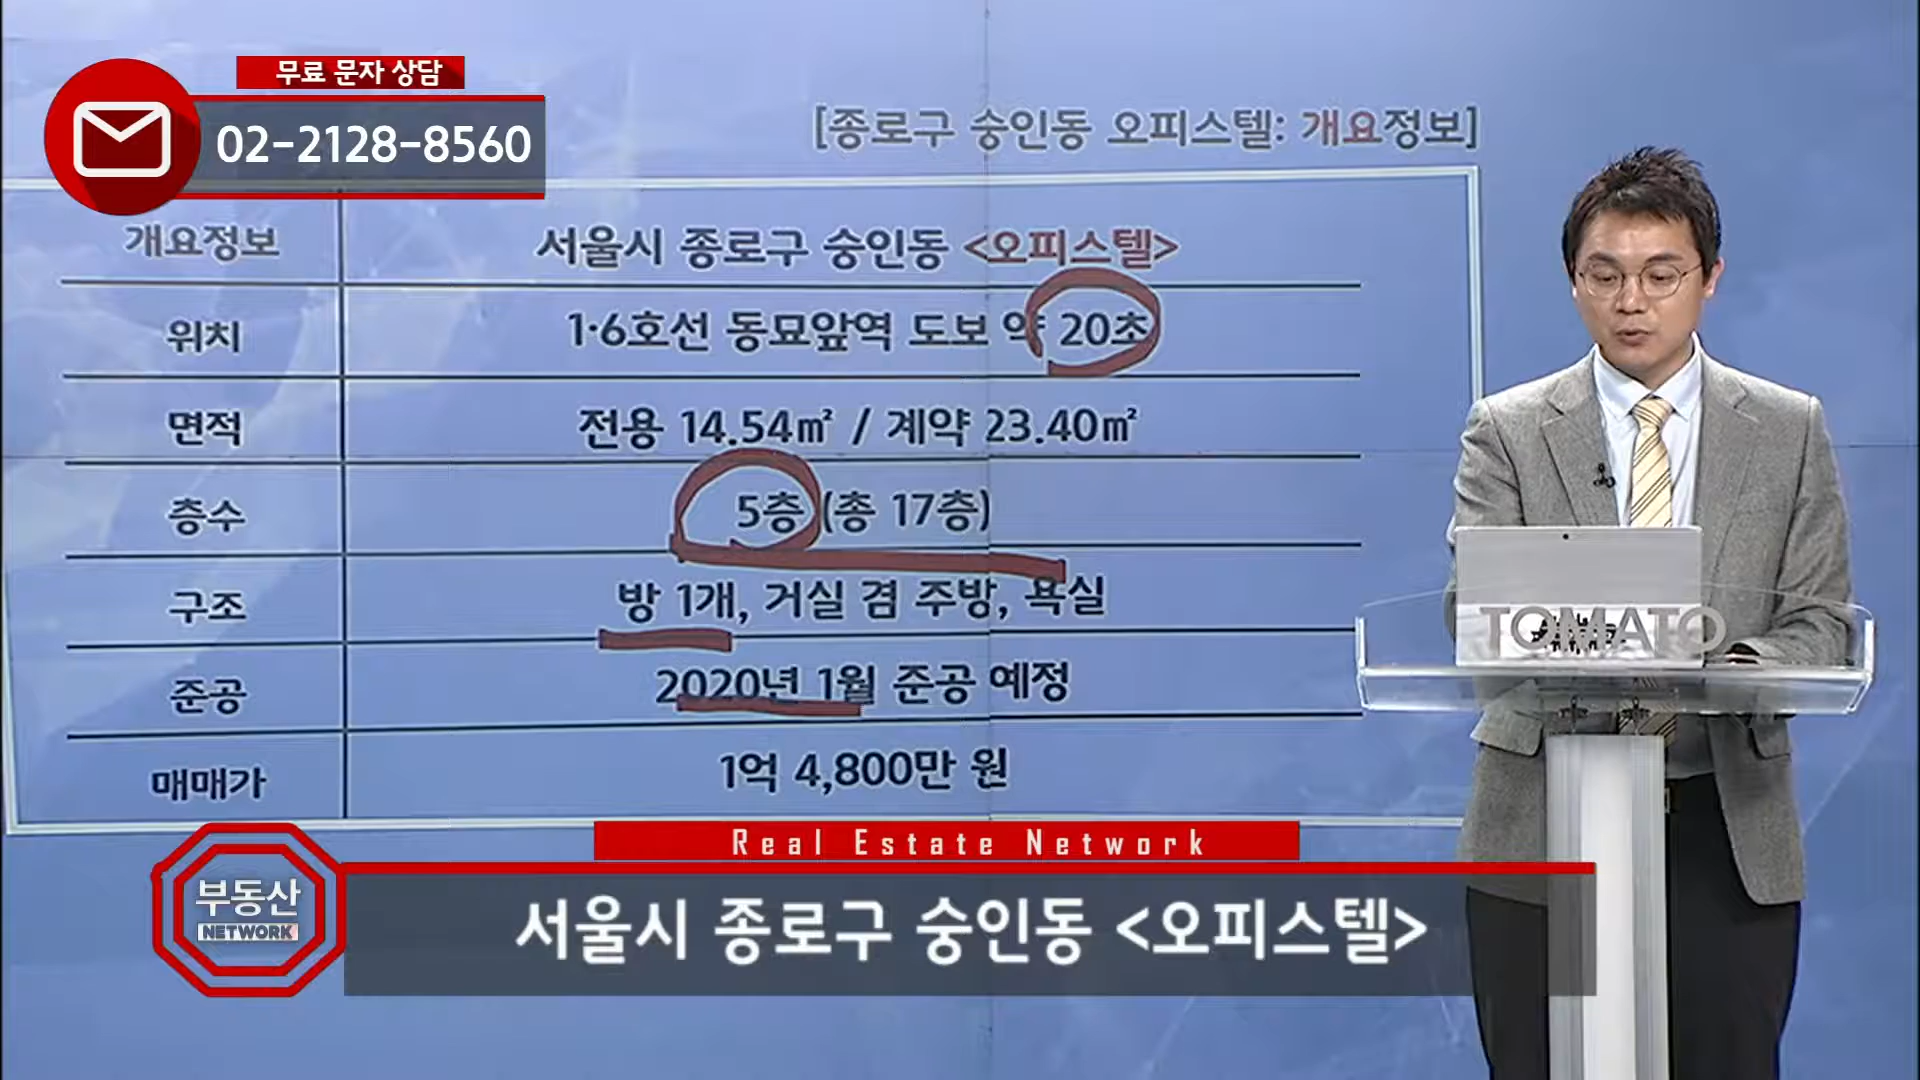 무료 문자 상담
02-2128-8560
[종로구 숭인동 오피스텔: 개요정보]
개요정보 서울시 종로구 숭인동 <오피스텔>
위치 1·6호선 동묘앞역 도보 약 20초
면적 전용 14.54㎡ / 계약 23.40㎡
층수 5층 (총 17층)
구조 방 1개, 거실 겸 주방, 욕실
준공 2020년 1월 준공 예정
매매가 1억 4,800만 원
TOMATO
Real Estate Network
부동산
NETWORK
서울시 종로구 숭인동 <오피스텔>